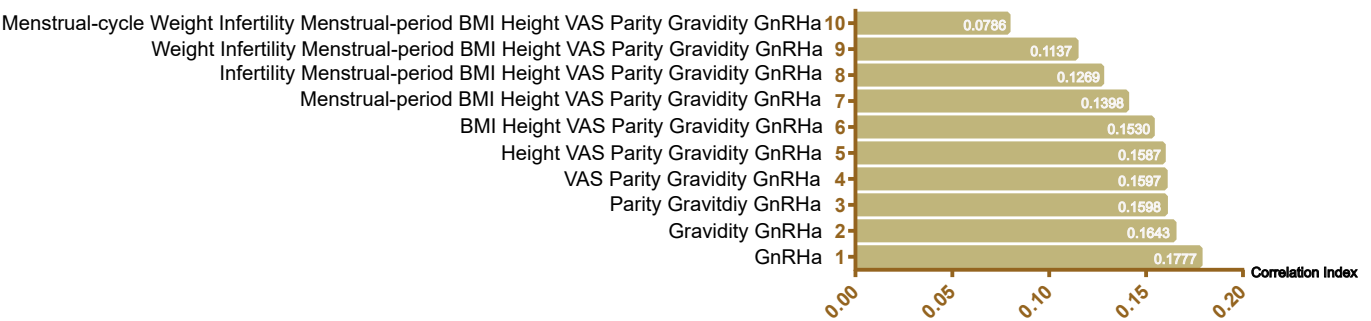 Menstrual-cycle Weight Infertility Menstrual-period BMI Height VAS Parity Gravidity GnRHa 10 0.0786
Weight Infertility Menstrual-period BMI Height VAS Parity Gravidity GnRHa 9 0.1137
Infertility Menstrual-period BMI Height VAS Parity Gravidity GnRHa 8 0.1269
Menstrual-period BMI Height VAS Parity Gravidity GnRHa 7 0.1398
BMI Height VAS Parity Gravidity GnRHa 6 0.1530
Height VAS Parity Gravidity GnRHa 5 0.1587
VAS Parity Gravidity GnRHa 4 0.1597
Parity Gravitdiy GnRHa 3 0.1598
Gravidity GnRHa 2 0.1643
GnRHa 1 0.1777
Correlation Index
0.00 0.05 0.10 0.15 0.20